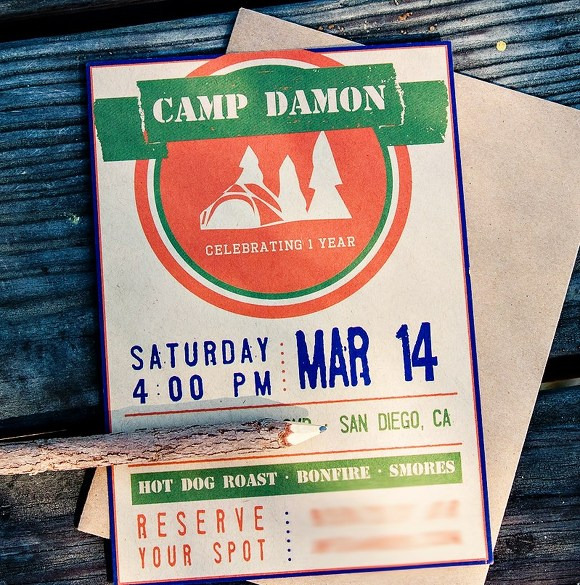 CAMP DAMON
CELEBRATING 1 YEAR
SATURDAY
4:00 PM
MAR 14
SAN DIEGO, CA
HOT DOG ROAST · BONFIRE · SMORES
RESERVE
YOUR SPOT